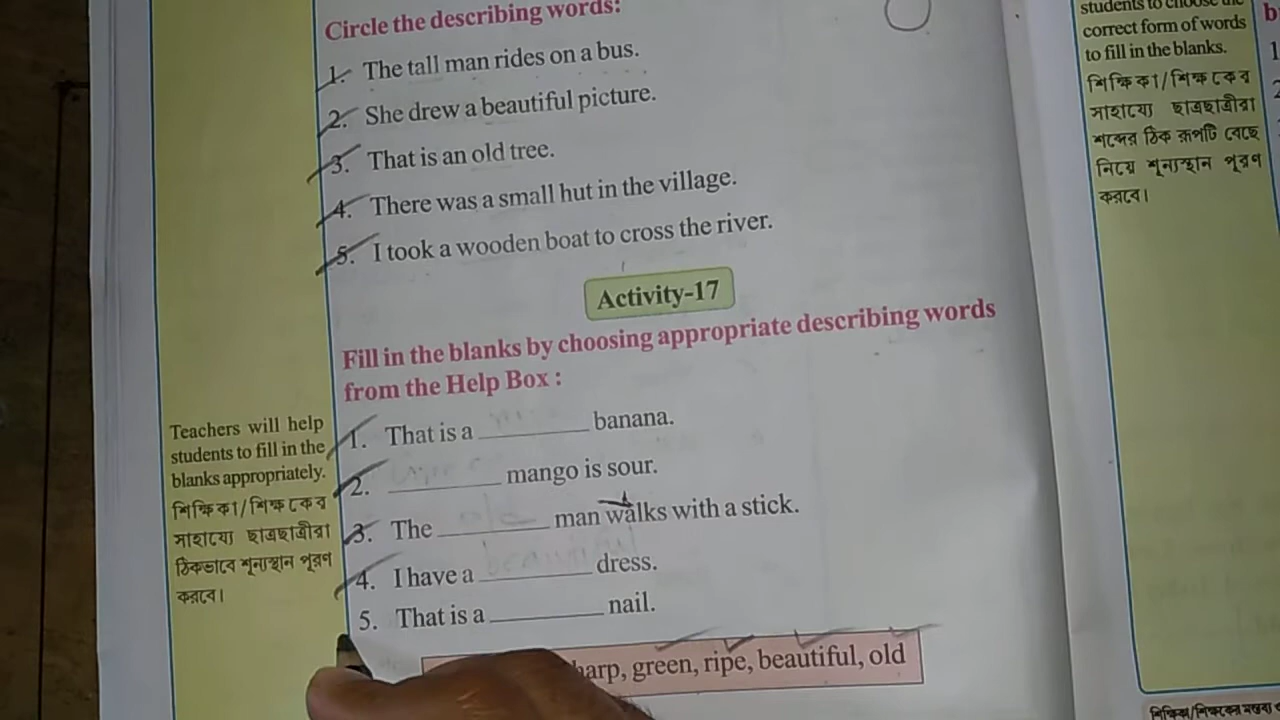 Circle the describing words:
1. The tall man rides on a bus.
2. She drew a beautiful picture.
3. That is an old tree.
4. There was a small hut in the village.
5. I took a wooden boat to cross the river.
Activity-17
Fill in the blanks by choosing appropriate describing words
from the Help Box :
1. That is a ________ banana.
2. ________ mango is sour.
3. The ________ man walks with a stick.
4. I have a ________ dress.
5. That is a ________ nail.
harp, green, ripe, beautiful, old
Teachers will help
students to fill in the
blanks appropriately.
শিক্ষিকা/শিক্ষকের
সাহায্যে ছাত্রছাত্রীরা
ঠিকভাবে শূন্যস্থান পূরণ
করবে।
students to choose the
correct form of words
to fill in the blanks.
শিক্ষিকা/শিক্ষকের
সাহায্যে ছাত্রছাত্রীরা
শব্দের ঠিক রূপটি বেছে
নিয়ে শূন্যস্থান পূরণ
করবে।